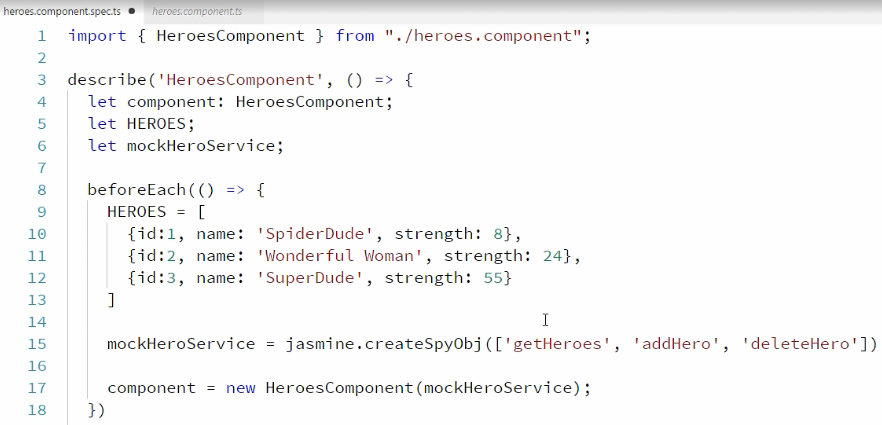 heroes.component.spec.ts ● heroes.component.ts
1 import { HeroesComponent } from "./heroes.component";
2
3 describe('HeroesComponent', () => {
4   let component: HeroesComponent;
5   let HEROES;
6   let mockHeroService;
7
8   beforeEach(() => {
9     HEROES = [
10       {id:1, name: 'SpiderDude', strength: 8},
11       {id:2, name: 'Wonderful Woman', strength: 24},
12       {id:3, name: 'SuperDude', strength: 55}
13     ]
14
15     mockHeroService = jasmine.createSpyObj(['getHeroes', 'addHero', 'deleteHero'])
16
17     component = new HeroesComponent(mockHeroService);
18   })